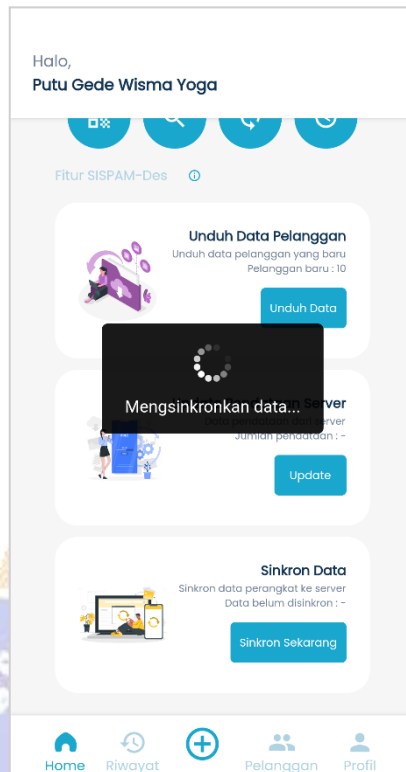 Halo,
Putu Gede Wisma Yoga
Fitur SISPAM-Des
Unduh Data Pelanggan
Unduh data pelanggan yang baru
Pelanggan baru : 10
Unduh Data
Mengsinkronkan data...
Server
server
Jumlah pendataan : -
Update
Sinkron Data
Sinkron data perangkat ke server
Data belum disinkron : -
Sinkron Sekarang
Home Riwayat Pelanggan Profil